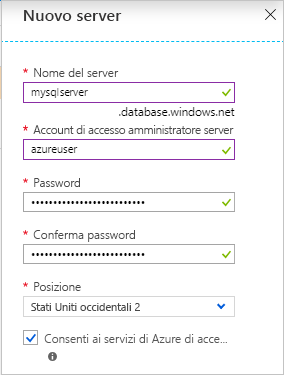 Nuovo server
* Nome del server
mysqlserver
.database.windows.net
* Account di accesso amministratore server
azureuser
* Password
••••••••••••••••••••••••••
* Conferma password
••••••••••••••••••••••••••
* Posizione
Stati Uniti occidentali 2
Consenti ai servizi di Azure di acce...